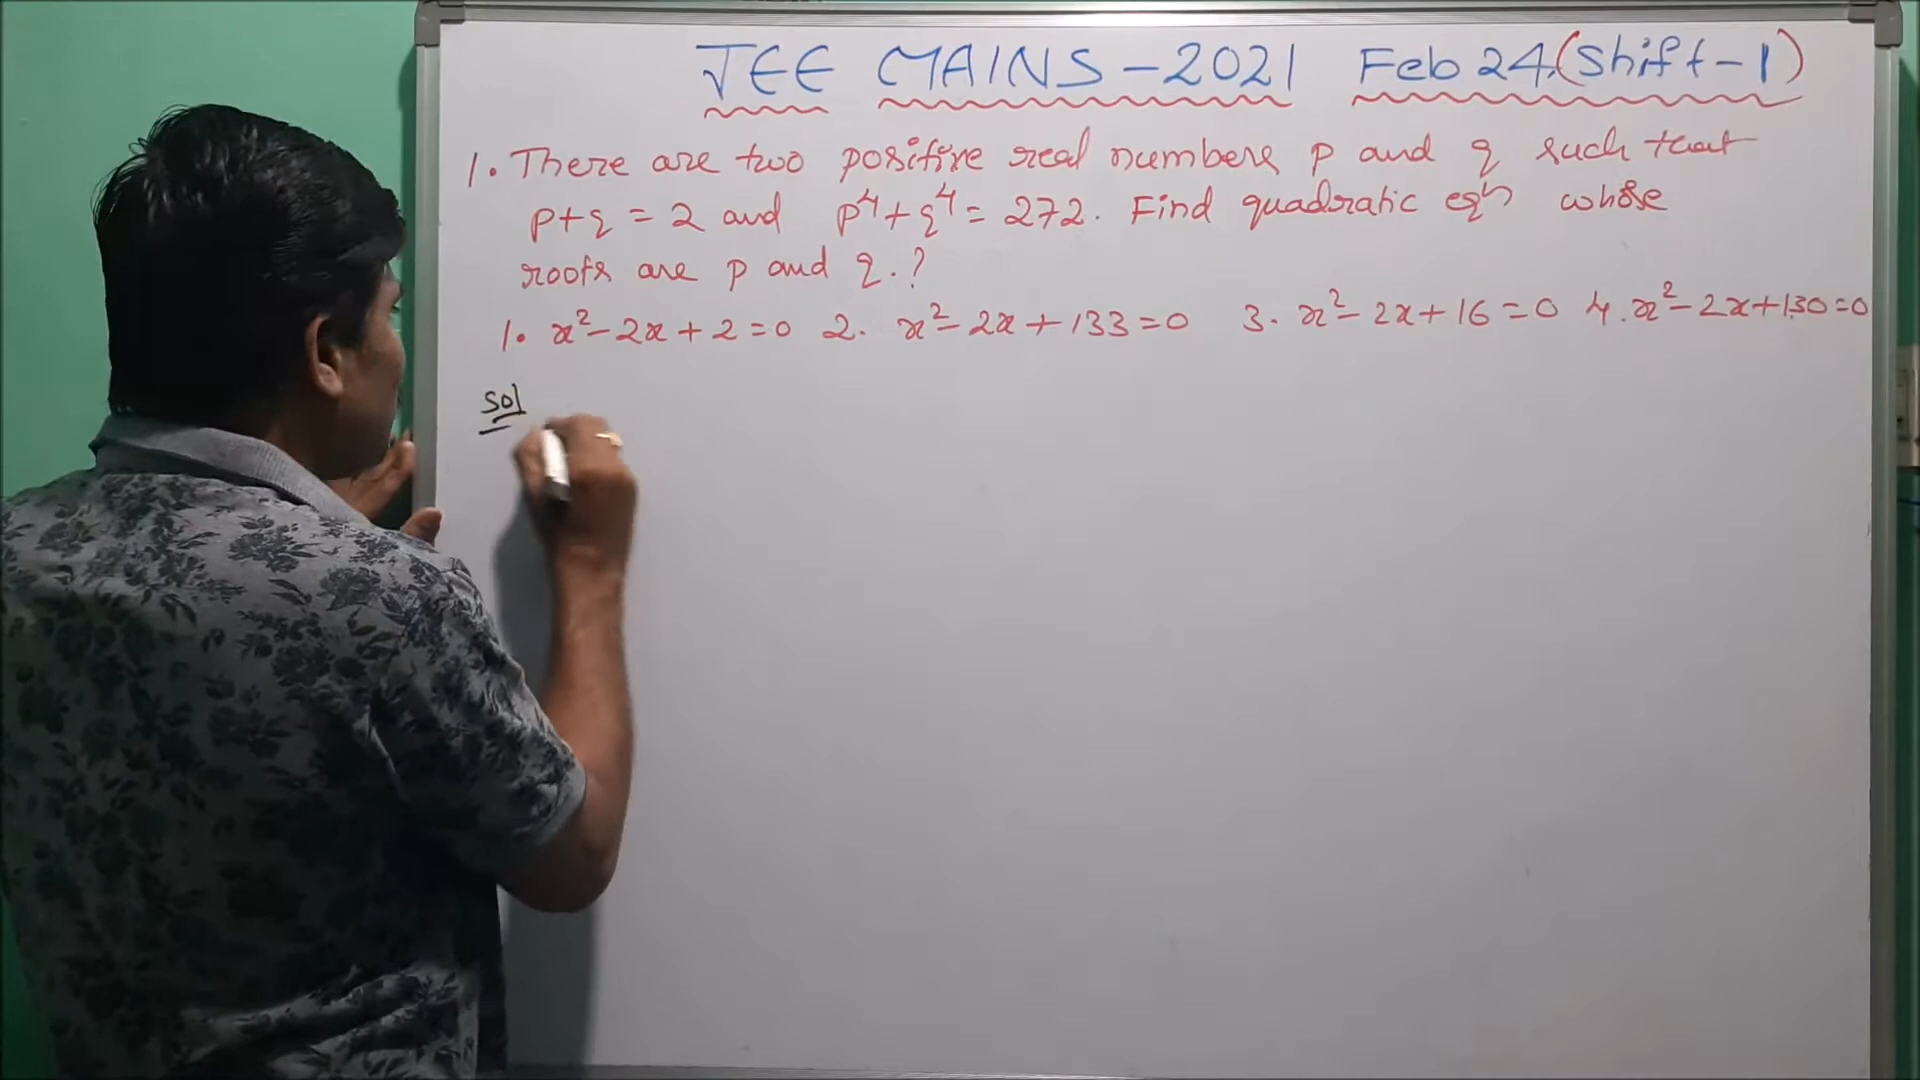 JEE MAINS-2021 Feb 24.(Shift-1)
1. There are two positive real numbers p and q such that
p+q = 2 and p⁴+q⁴ = 272. Find quadratic eqn whose
roots are p and q.?
1. x²-2x+2=0 2. x²-2x+133=0 3. x²-2x+16=0 4. x²-2x+130=0
Sol